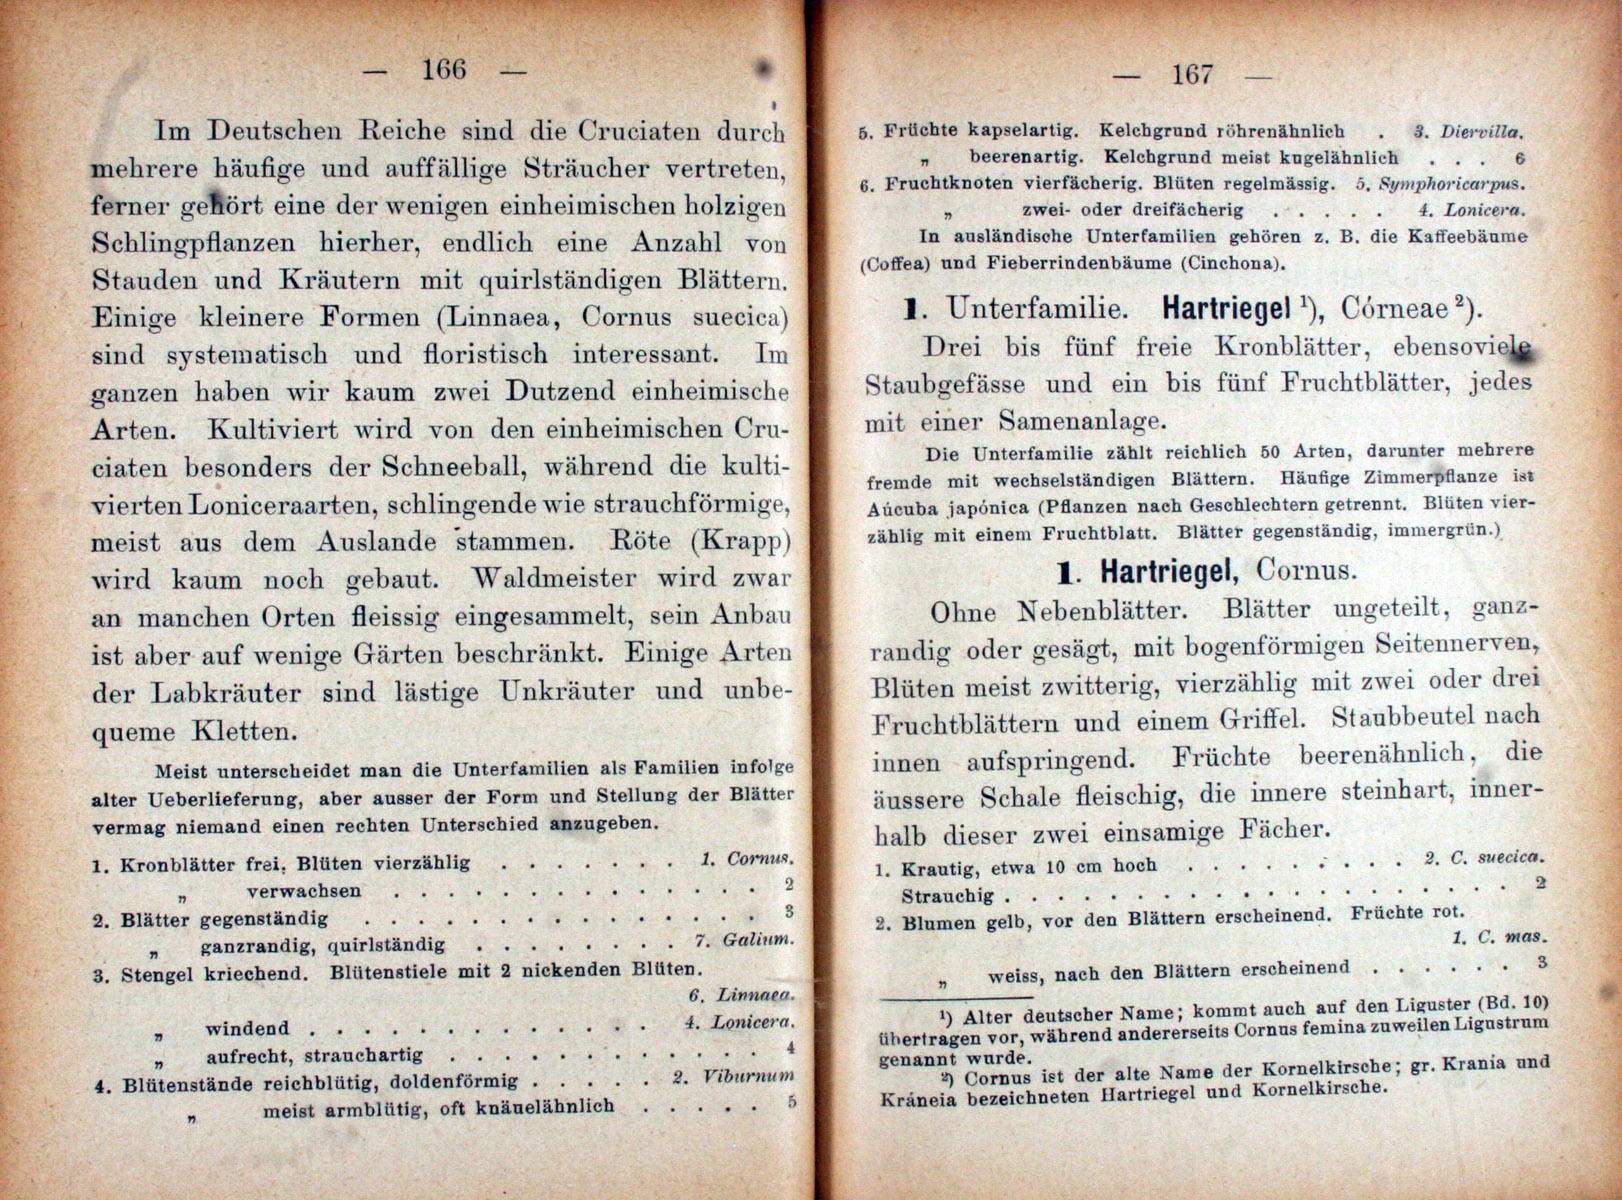 — 166 —
Im Deutschen Reiche sind die Cruciaten durch
mehrere häufige und auffällige Sträucher vertreten,
ferner gehört eine der wenigen einheimischen holzigen
Schlingpflanzen hierher, endlich eine Anzahl von
Stauden und Kräutern mit quirlständigen Blättern.
Einige kleinere Formen (Linnaea, Cornus suecica)
sind systematisch und floristisch interessant. Im
ganzen haben wir kaum zwei Dutzend einheimische
Arten. Kultiviert wird von den einheimischen Cru-
ciaten besonders der Schneeball, während die kulti-
vierten Loniceraarten, schlingende wie strauchförmige,
meist aus dem Auslande stammen. Röte (Krapp)
wird kaum noch gebaut. Waldmeister wird zwar
an manchen Orten fleissig eingesammelt, sein Anbau
ist aber auf wenige Gärten beschränkt. Einige Arten
der Labkräuter sind lästige Unkräuter und unbe-
queme Kletten.
Meist unterscheidet man die Unterfamilien als Familien infolge
alter Ueberlieferung, aber ausser der Form und Stellung der Blätter
vermag niemand einen rechten Unterschied anzugeben.
1. Kronblätter frei. Blüten vierzählig . . . . . . . 1. Cornus.
„ verwachsen . . . . . . . . . . . . . . 2
2. Blätter gegenständig . . . . . . . . . . . . . . . 3
„ ganzrandig, quirlständig . . . . . . . . 7. Galium.
3. Stengel kriechend. Blütenstiele mit 2 nickenden Blüten.
6. Linnaea.
„ windend . . . . . . . . . . . . . 4. Lonicera.
„ aufrecht, strauchartig . . . . . . . . . . . . 4
4. Blütenstände reichblütig, doldenförmig . . . . . 2. Viburnum
„ meist armblütig, oft knäuelähnlich . . . . . 5
— 167 —
5. Früchte kapselartig. Kelchgrund röhrenähnlich . 3. Diervilla.
„ beerenartig. Kelchgrund meist kugelähnlich . . . 6
6. Fruchtknoten vierfächerig. Blüten regelmässig. 5. Symphoricarpus.
„ zwei- oder dreifächerig . . . . . 4. Lonicera.
In ausländische Unterfamilien gehören z. B. die Kaffeebäume
(Coffea) und Fieberrindenbäume (Cinchona).
1. Unterfamilie. Hartriegel ¹), Córneae ²).
Drei bis fünf freie Kronblätter, ebensoviele
Staubgefässe und ein bis fünf Fruchtblätter, jedes
mit einer Samenanlage.
Die Unterfamilie zählt reichlich 50 Arten, darunter mehrere
fremde mit wechselständigen Blättern. Häufige Zimmerpflanze ist
Aúcuba japónica (Pflanzen nach Geschlechtern getrennt. Blüten vier-
zählig mit einem Fruchtblatt. Blätter gegenständig, immergrün.)
1. Hartriegel, Cornus.
Ohne Nebenblätter. Blätter ungeteilt, ganz-
randig oder gesägt, mit bogenförmigen Seitennerven,
Blüten meist zwitterig, vierzählig mit zwei oder drei
Fruchtblättern und einem Griffel. Staubbeutel nach
innen aufspringend. Früchte beerenähnlich, die
äussere Schale fleischig, die innere steinhart, inner-
halb dieser zwei einsamige Fächer.
1. Krautig, etwa 10 cm hoch . . . . . . . . . 2. C. suecica.
Strauchig . . . . . . . . . . . . . . . . . . . 2
2. Blumen gelb, vor den Blättern erscheinend. Früchte rot.
1. C. mas.
„ weiss, nach den Blättern erscheinend . . . . . . 3
¹) Alter deutscher Name; kommt auch auf den Liguster (Bd. 10)
übertragen vor, während andererseits Cornus femina zuweilen Ligustrum
genannt wurde.
²) Cornus ist der alte Name der Kornelkirsche; gr. Krania und
Kráneia bezeichneten Hartriegel und Kornelkirsche.